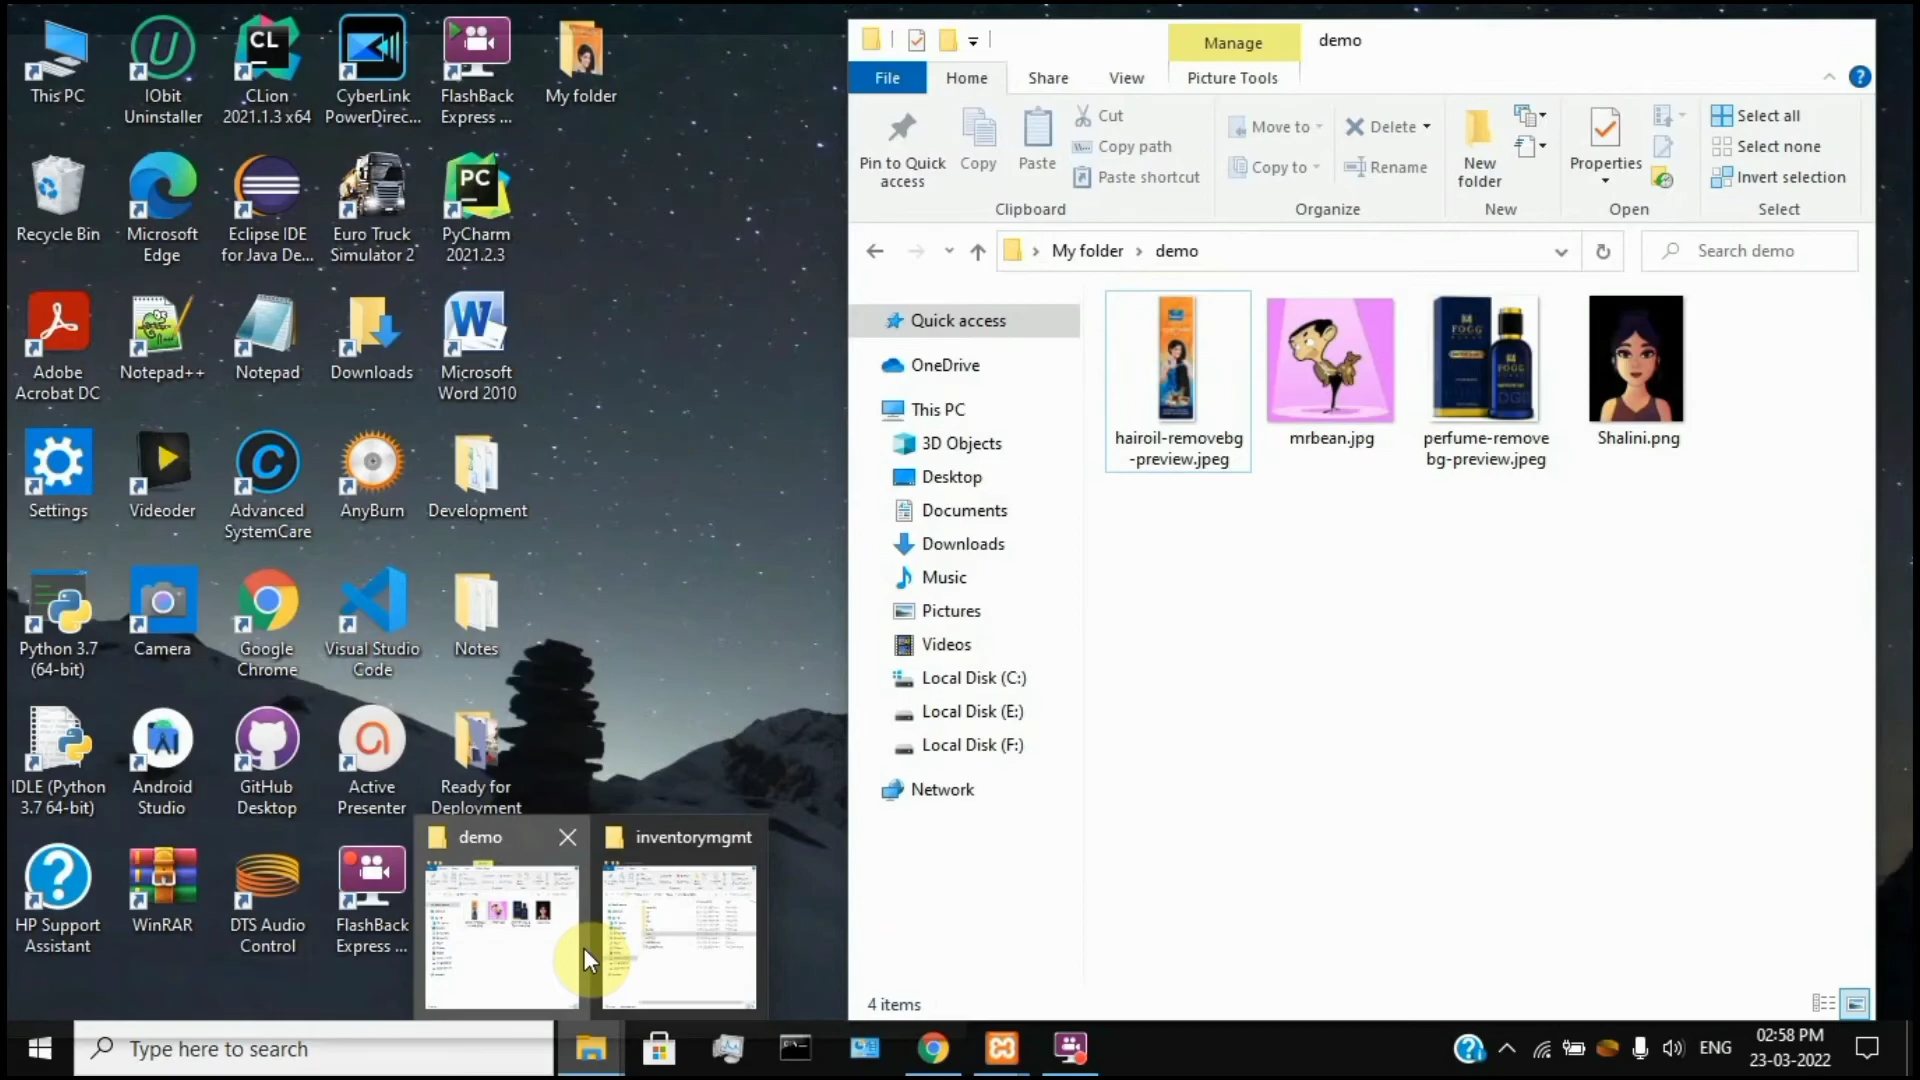 This PC
IObit
Uninstaller
CLion
2021.1.3 x64
CyberLink
PowerDirec...
FlashBack
Express ...
My folder
Recycle Bin
Microsoft
Edge
Eclipse IDE
for Java De...
Euro Truck
Simulator 2
PyCharm
2021.2.3
Adobe
Acrobat DC
Notepad++
Notepad
Downloads
Microsoft
Word 2010
Settings
Videoder
Advanced
SystemCare
AnyBurn
Development
Python 3.7
(64-bit)
Camera
Google
Chrome
Visual Studio
Code
Notes
IDLE (Python
3.7 64-bit)
Android
Studio
GitHub
Desktop
Active
Presenter
Ready for
Deployment
HP Support
Assistant
WinRAR
DTS Audio
Control
FlashBack
Express ...
demo
inventorymgmt
Manage
demo
File
Home
Share
View
Picture Tools
Pin to Quick
access
Copy
Paste
Cut
Copy path
Paste shortcut
Clipboard
Move to
Copy to
Delete
Rename
Organize
New
folder
New
Properties
Open
Select all
Select none
Invert selection
Select
My folder
demo
Search demo
Quick access
OneDrive
This PC
3D Objects
Desktop
Documents
Downloads
Music
Pictures
Videos
Local Disk (C:)
Local Disk (E:)
Local Disk (F:)
Network
FOGG
hairoil-removebg
-preview.jpeg
mrbean.jpg
perfume-remove
bg-preview.jpeg
Shalini.png
4 items
Type here to search
ENG
02:58 PM
23-03-2022
CL
PC